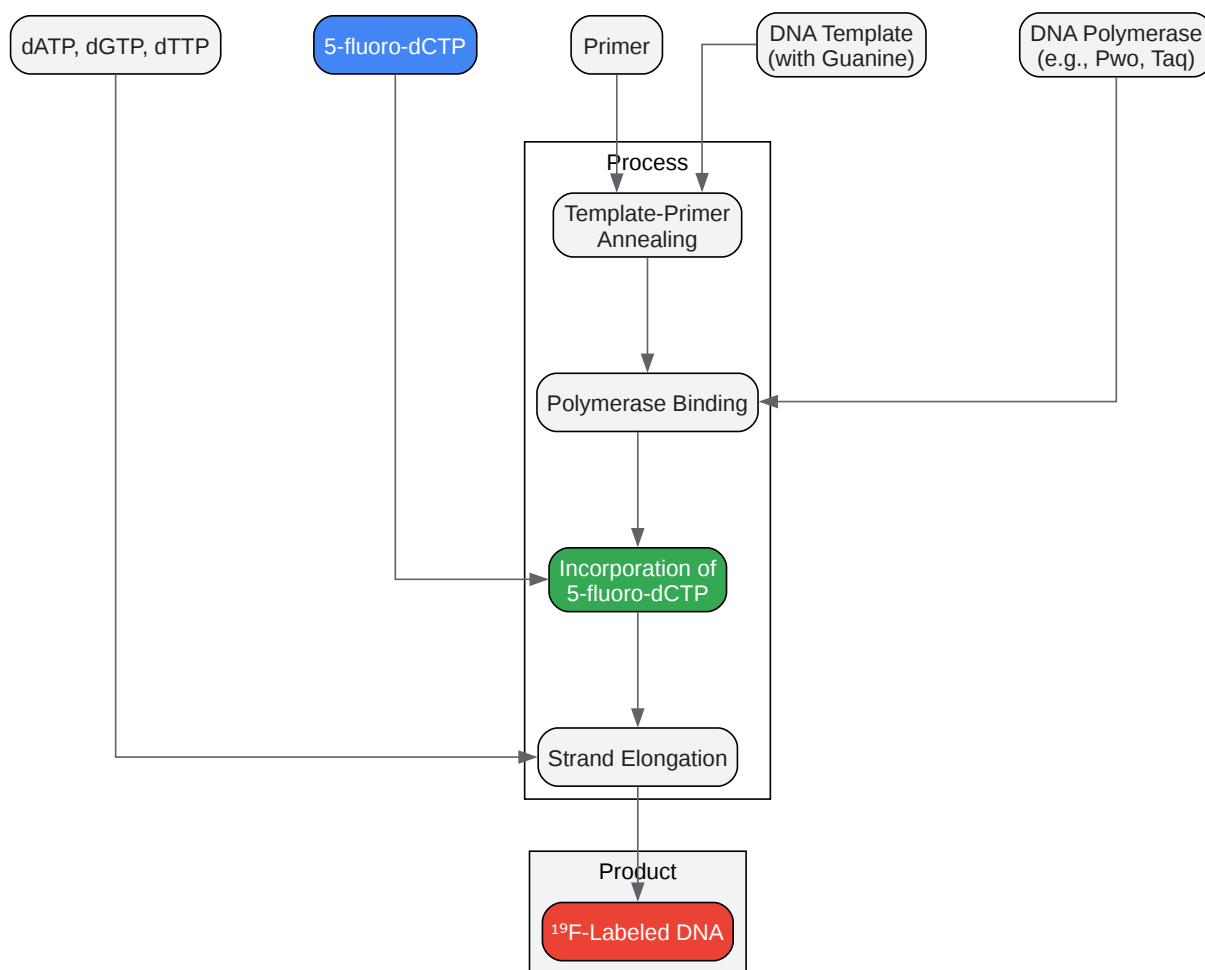 dATP, dGTP, dTTP
5-fluoro-dCTP
Primer
DNA Template
(with Guanine)
DNA Polymerase
(e.g., Pwo, Taq)
Process
Template-Primer
Annealing
Polymerase Binding
Incorporation of
5-fluoro-dCTP
Strand Elongation
Product
¹⁹F-Labeled DNA